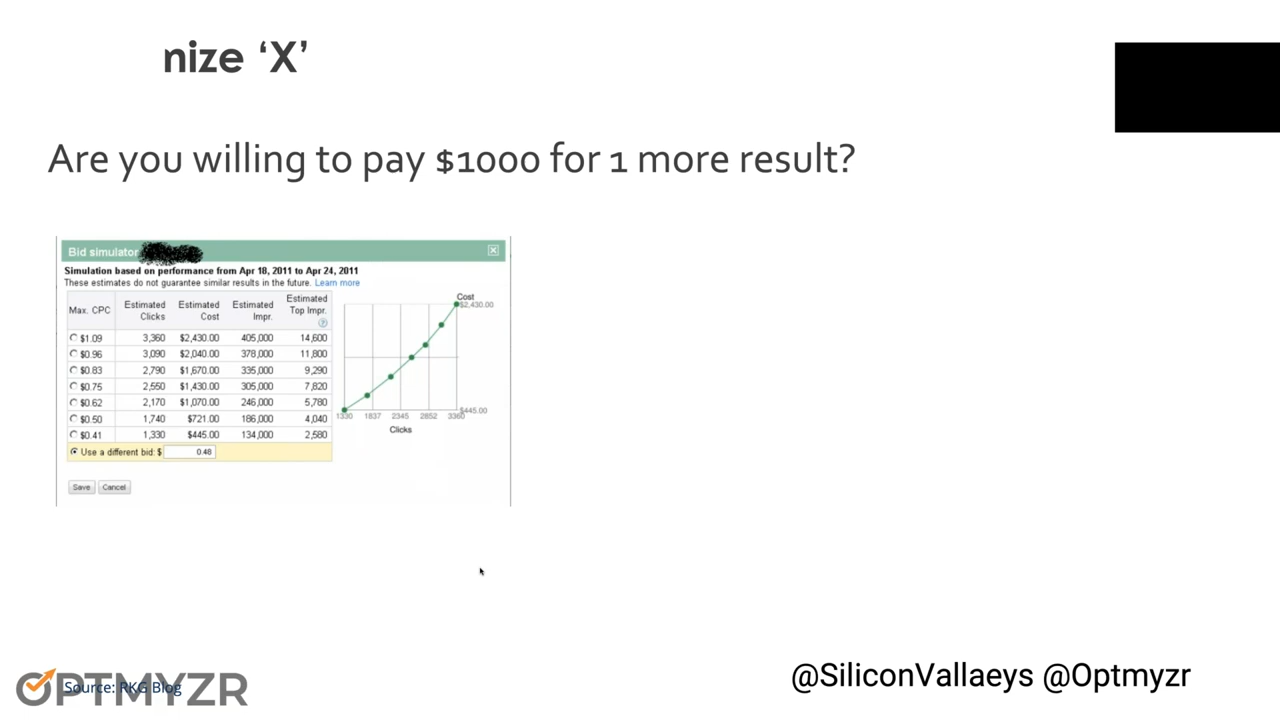 nize ‘X’
Are you willing to pay $1000 for 1 more result?
Bid simulator
Simulation based on performance from Apr 18, 2011 to Apr 24, 2011
These estimates do not guarantee similar results in the future. Learn more
Max. CPC Estimated Clicks Estimated Cost Estimated Impr. Estimated Top Impr. ?
$1.09 3,360 $2,430.00 405,000 14,600
$0.96 3,090 $2,040.00 378,000 11,800
$0.83 2,790 $1,670.00 335,000 9,290
$0.75 2,550 $1,430.00 305,000 7,820
$0.62 2,170 $1,070.00 246,000 5,780
$0.50 1,740 $721.00 186,000 4,040
$0.41 1,330 $445.00 134,000 2,580
Use a different bid: $ 0.48
Save Cancel
Cost
$2,430.00
$445.00
1330 1837 2345 2852 3360
Clicks
OPTMYZR
Source: RKG Blog
@SiliconVallaeys @Optmyzr